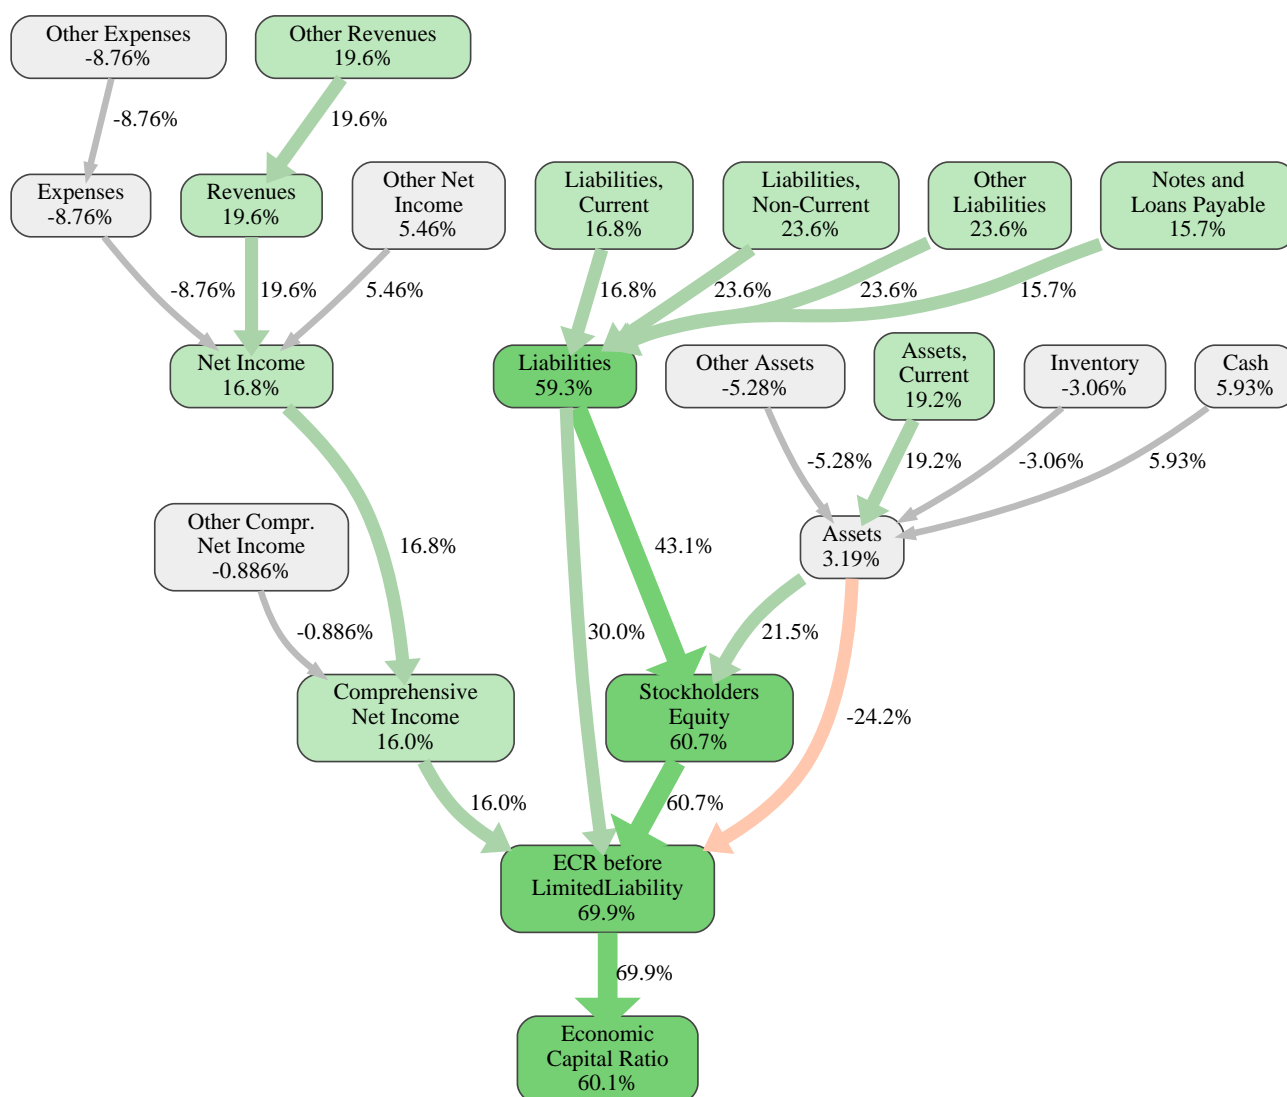 Other Expenses
-8.76%
Other Revenues
19.6%
-8.76%
19.6%
Expenses
-8.76%
Revenues
19.6%
Other Net
Income
5.46%
Liabilities,
Current
16.8%
Liabilities,
Non-Current
23.6%
Other
Liabilities
23.6%
Notes and
Loans Payable
15.7%
-8.76%
19.6%
5.46%
16.8%
23.6%
23.6%
15.7%
Net Income
16.8%
Liabilities
59.3%
Other Assets
-5.28%
Assets,
Current
19.2%
Inventory
-3.06%
Cash
5.93%
-5.28%
19.2%
-3.06%
5.93%
Other Compr.
Net Income
-0.886%
16.8%
43.1%
Assets
3.19%
-0.886%
30.0%
21.5%
Comprehensive
Net Income
16.0%
Stockholders
Equity
60.7%
-24.2%
16.0%
60.7%
ECR before
LimitedLiability
69.9%
69.9%
Economic
Capital Ratio
60.1%